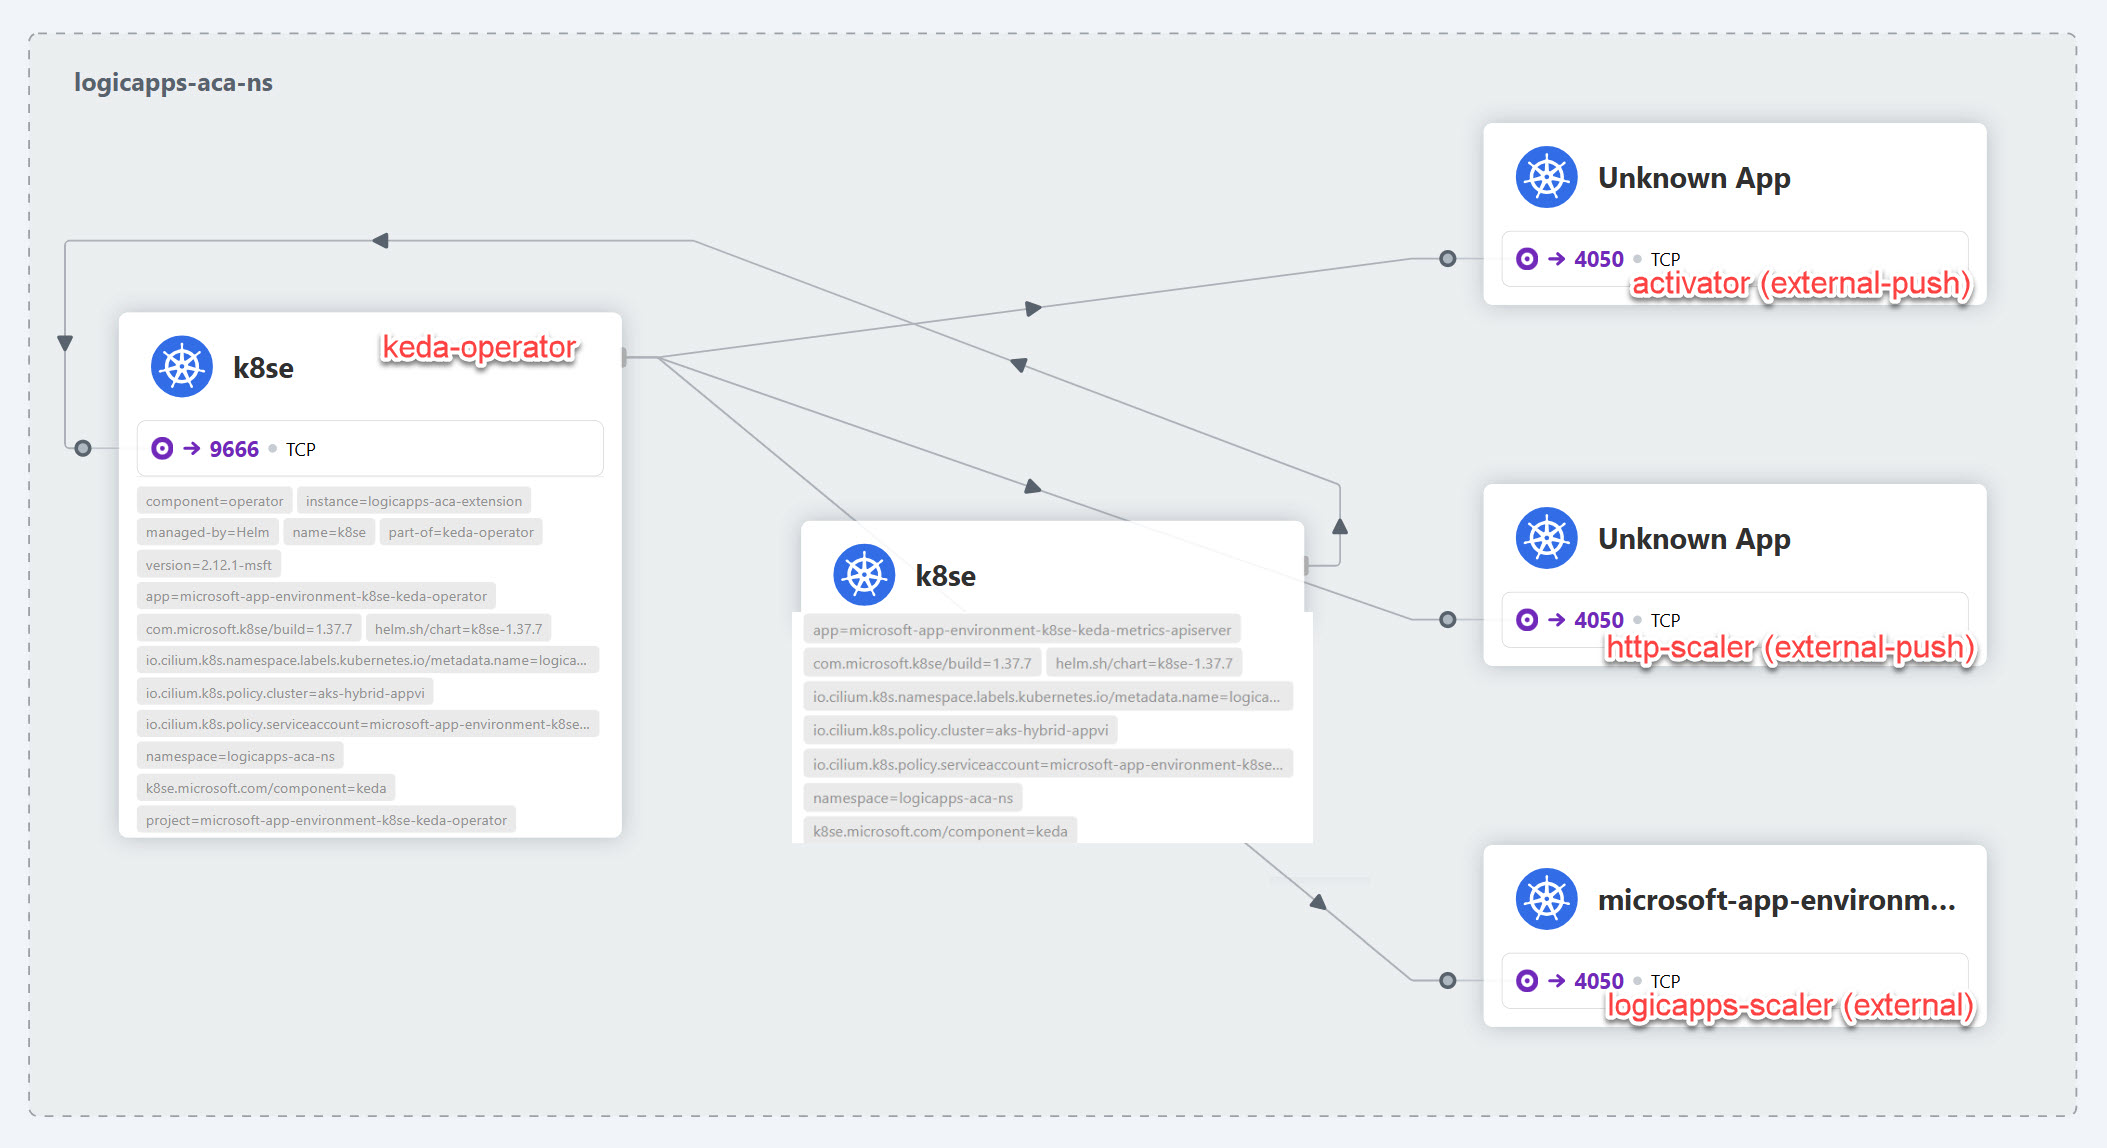 logicapps-aca-ns
k8se
keda-operator
9666 TCP
component=operator instance=logicapps-aca-extension
managed-by=Helm name=k8se part-of=keda-operator
version=2.12.1-msft
app=microsoft-app-environment-k8se-keda-operator
com.microsoft.k8se/build=1.37.7 helm.sh/chart=k8se-1.37.7
io.cilium.k8s.namespace.labels.kubernetes.io/metadata.name=logica...
io.cilium.k8s.policy.cluster=aks-hybrid-appvi
io.cilium.k8s.policy.serviceaccount=microsoft-app-environment-k8se...
namespace=logicapps-aca-ns
k8se.microsoft.com/component=keda
project=microsoft-app-environment-k8se-keda-operator
k8se
app=microsoft-app-environment-k8se-keda-metrics-apiserver
com.microsoft.k8se/build=1.37.7 helm.sh/chart=k8se-1.37.7
io.cilium.k8s.namespace.labels.kubernetes.io/metadata.name=logica...
io.cilium.k8s.policy.cluster=aks-hybrid-appvi
io.cilium.k8s.policy.serviceaccount=microsoft-app-environment-k8se...
namespace=logicapps-aca-ns
k8se.microsoft.com/component=keda
Unknown App
4050 TCP
activator (external-push)
Unknown App
4050 TCP
http-scaler (external-push)
microsoft-app-environm...
4050 TCP
logicapps-scaler (external)